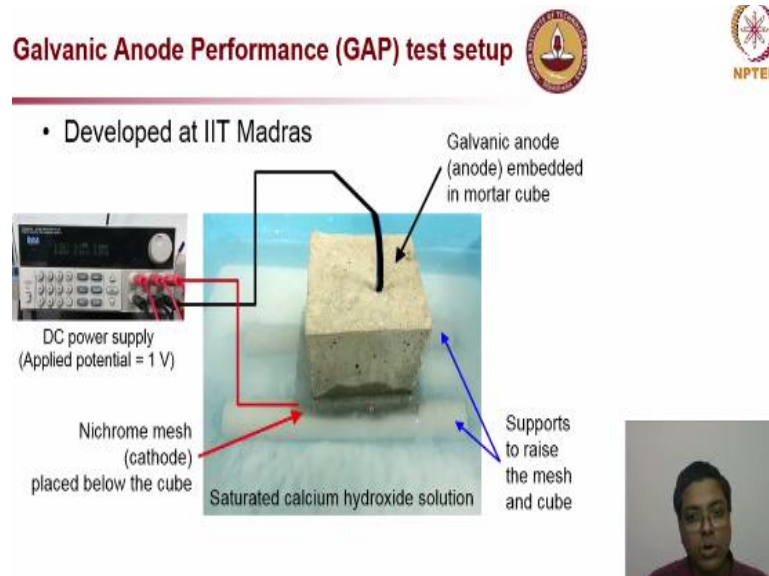 Galvanic Anode Performance (GAP) test setup
NPTEL
• Developed at IIT Madras
Galvanic anode
(anode) embedded
in mortar cube
DC power supply
(Applied potential = 1 V)
Nichrome mesh
(cathode)
placed below the cube
Supports
to raise
the mesh
and cube
Saturated calcium hydroxide solution